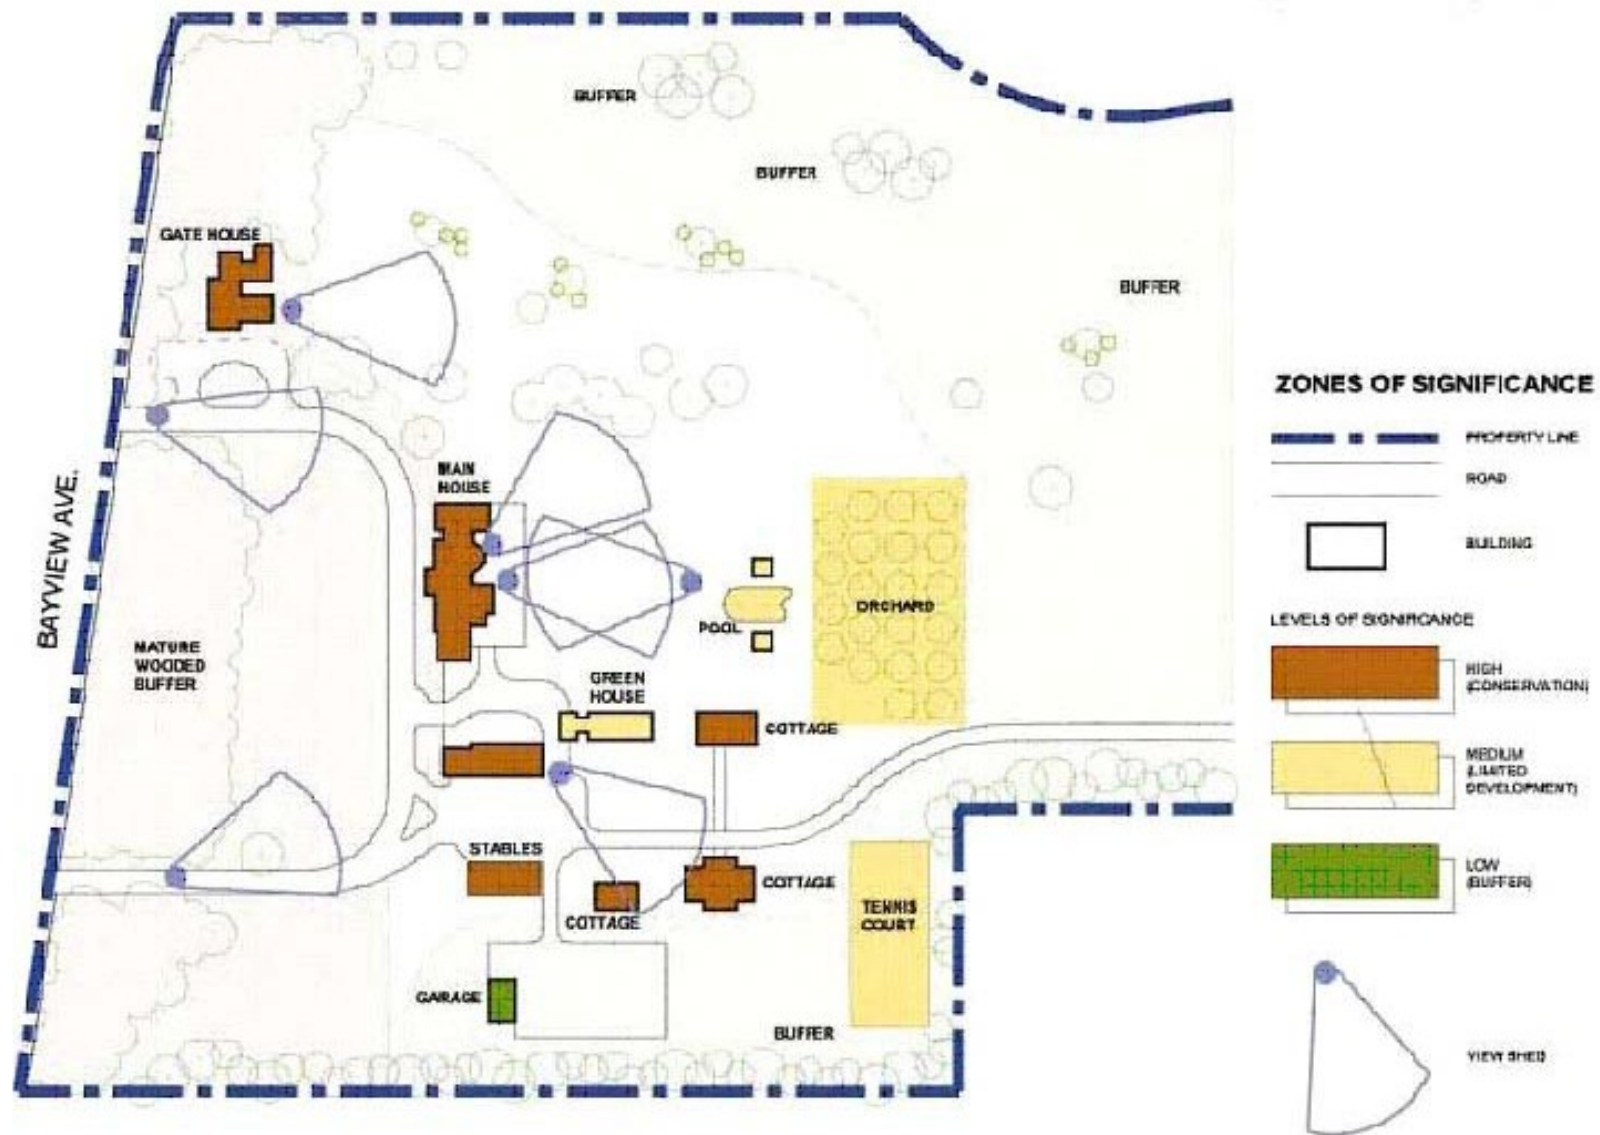 BUFFER
BUFFER
GATE HOUSE
BUFFER
MAIN
HOUSE
BAYVIEW AVE.
ORCHARD
POOL
MATURE
WOODED
BUFFER
GREEN
HOUSE
COTTAGE
STABLES
COTTAGE
COTTAGE
TENNIS
COURT
GARAGE
BUFFER
ZONES OF SIGNIFICANCE
PROPERTY LINE
ROAD
BUILDING
LEVELS OF SIGNIFICANCE
HIGH
(CONSERVATION)
MEDIUM
(LIMITED
DEVELOPMENT)
LOW
(BUFFER)
VIEW SHED